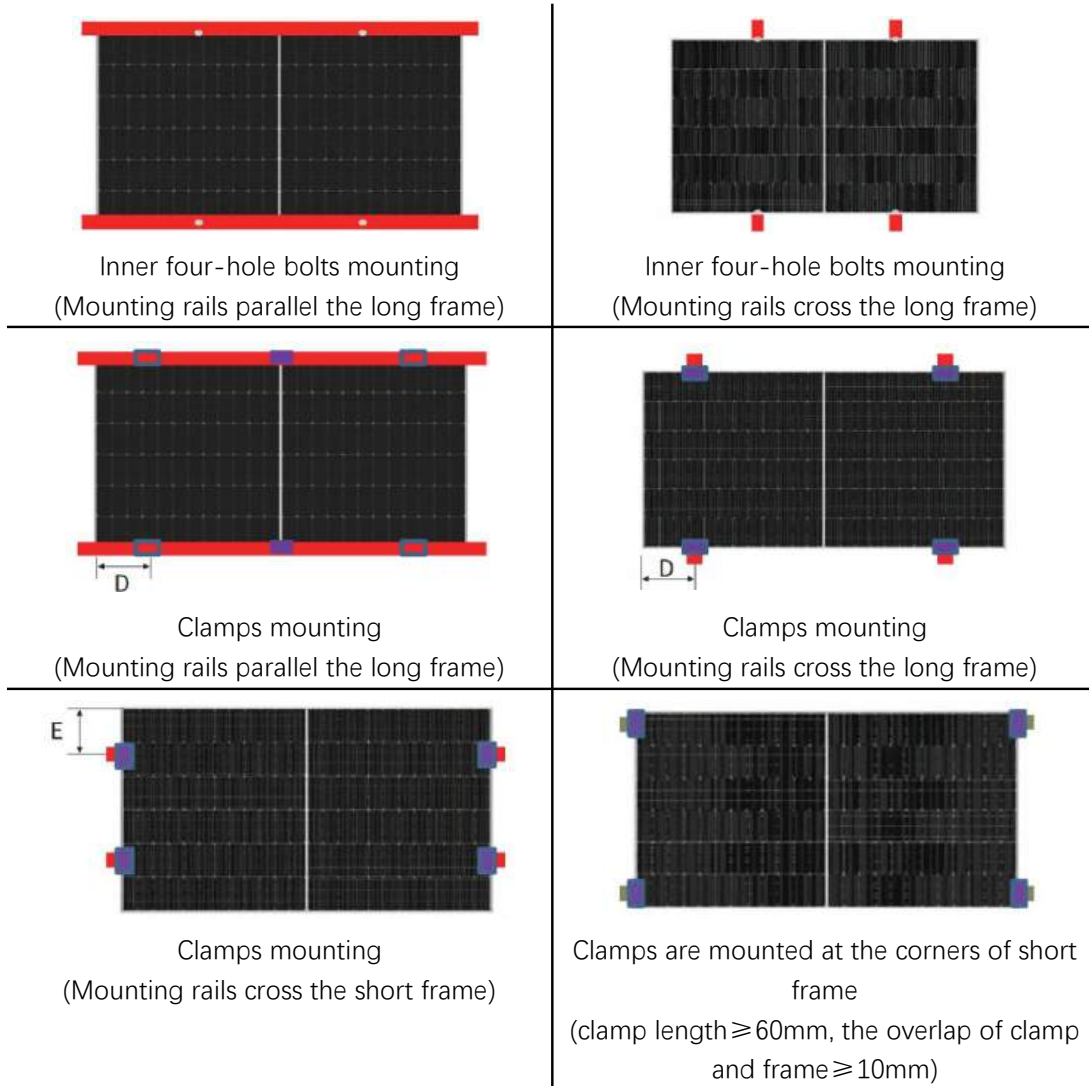 Inner four-hole bolts mounting
(Mounting rails parallel the long frame)
Inner four-hole bolts mounting
(Mounting rails cross the long frame)
D
Clamps mounting
(Mounting rails parallel the long frame)
D
Clamps mounting
(Mounting rails cross the long frame)
E
Clamps mounting
(Mounting rails cross the short frame)
Clamps are mounted at the corners of short
frame
(clamp length≥60mm, the overlap of clamp
and frame≥10mm)